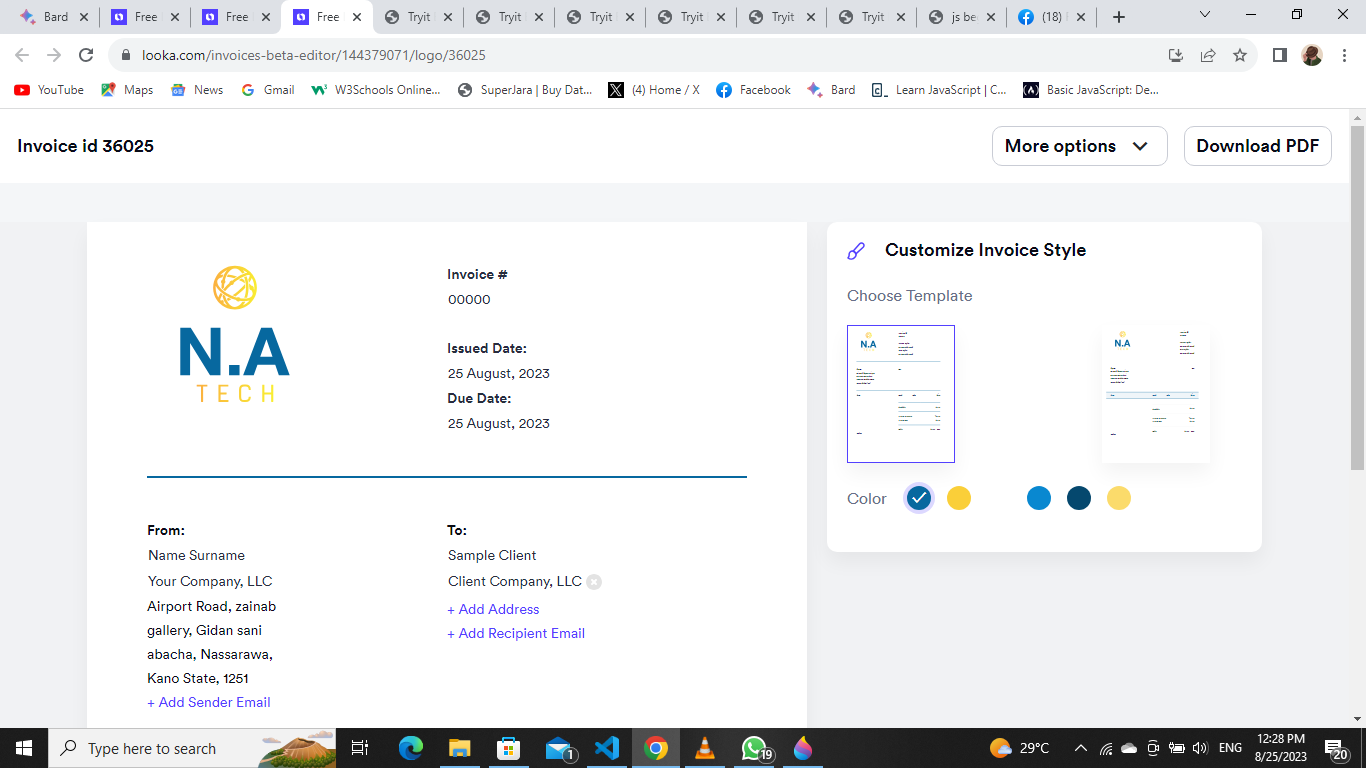 Bard
Free
Free
Free
Tryit
Tryit
Tryit
Tryit
Tryit
Tryit
js be
(18)
looka.com/invoices-beta-editor/144379071/logo/36025
YouTube
Maps
News
Gmail
W3Schools Online...
SuperJara | Buy Dat...
(4) Home / X
Facebook
Bard
Learn JavaScript | C...
Basic JavaScript: De...
Invoice id 36025
More options
Download PDF
N.A
TECH
Invoice #
00000
Issued Date:
25 August, 2023
Due Date:
25 August, 2023
From:
Name Surname
Your Company, LLC
Airport Road, zainab
gallery, Gidan sani
abacha, Nassarawa,
Kano State, 1251
+ Add Sender Email
To:
Sample Client
Client Company, LLC
+ Add Address
+ Add Recipient Email
Customize Invoice Style
Choose Template
N.A
N.A
Color
Type here to search
1
19
29°C
ENG
12:28 PM
8/25/2023
20